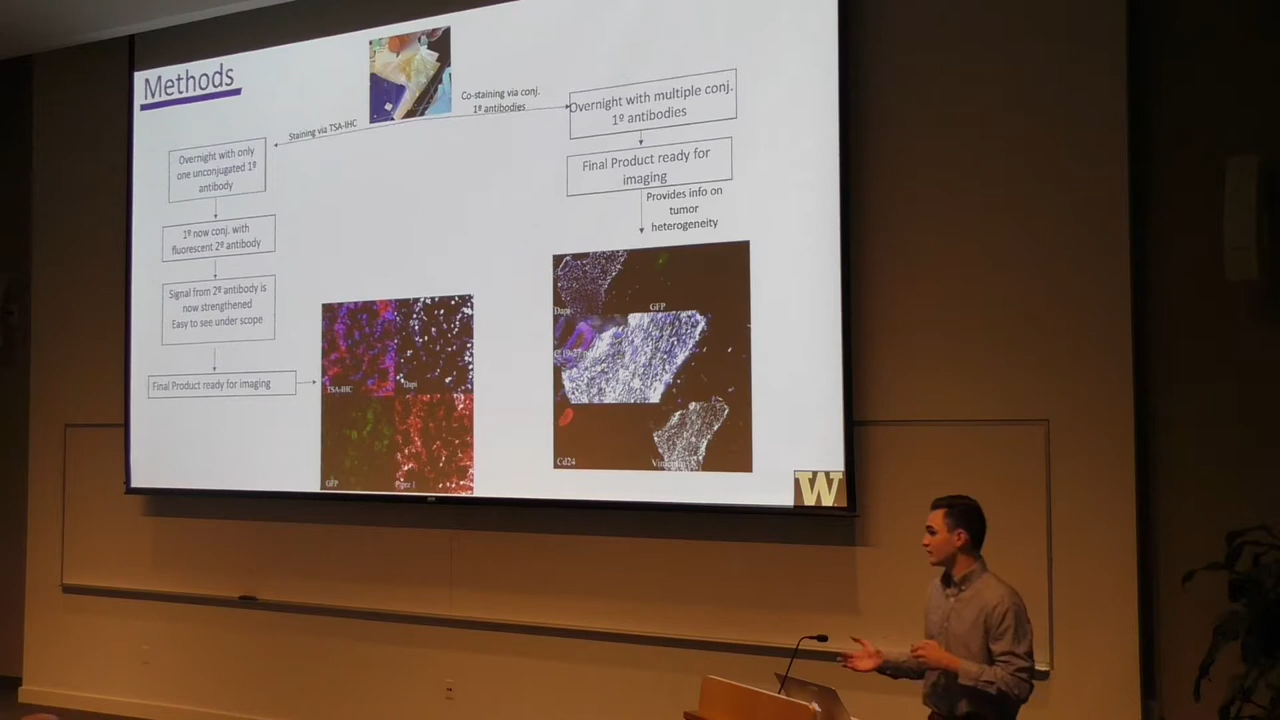 Methods
Staining via TSA-IHC
Co-staining via conj.
1º antibodies
Overnight with only
one unconjugated 1º
antibody
1º now conj. with
fluorescent 2º antibody
Signal from 2º antibody is
now strengthened
Easy to see under scope
Final Product ready for imaging
TSA-IHC
Dapi
GFP
Overnight with multiple conj.
1º antibodies
Final Product ready for
imaging
Provides info on
tumor
heterogeneity
Dapi
GFP
Cd24
W